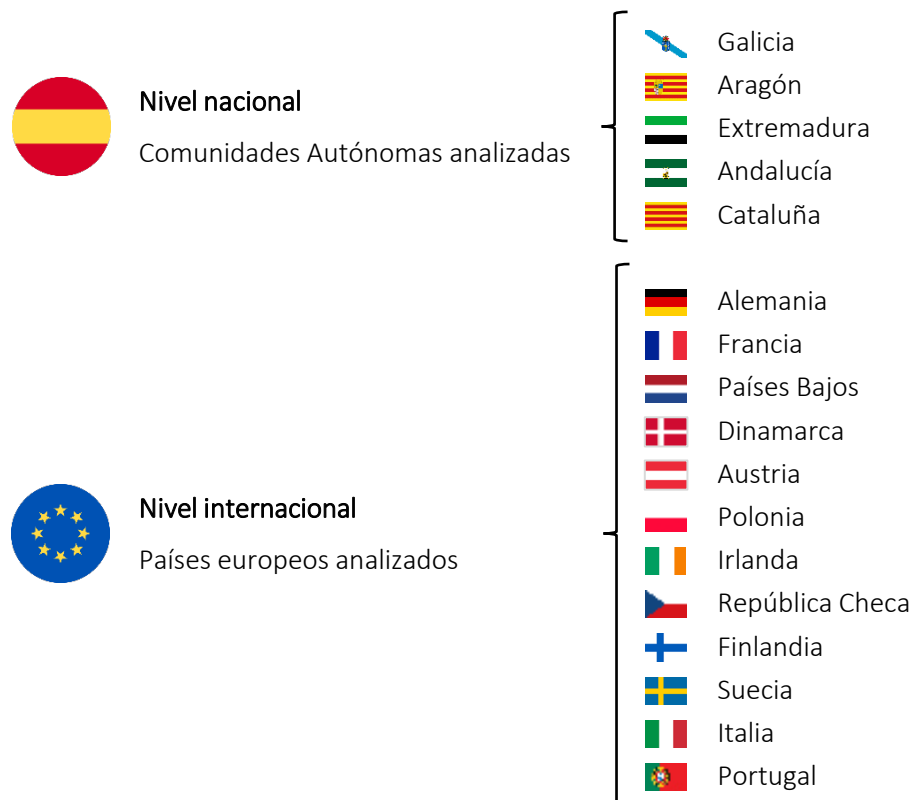 Nivel nacional
Comunidades Autónomas analizadas
Galicia
Aragón
Extremadura
Andalucía
Cataluña
Nivel internacional
Países europeos analizados
Alemania
Francia
Países Bajos
Dinamarca
Austria
Polonia
Irlanda
República Checa
Finlandia
Suecia
Italia
Portugal